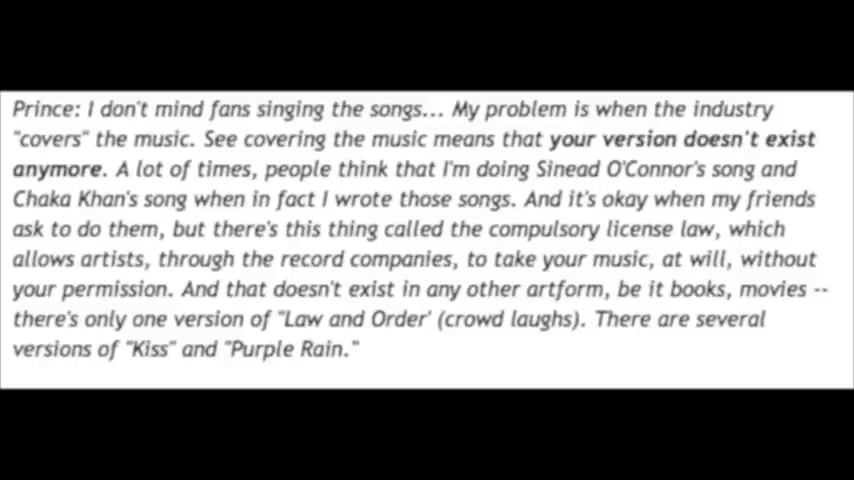 Prince: I don't mind fans singing the songs... My problem is when the industry
"covers" the music. See covering the music means that your version doesn't exist
anymore. A lot of times, people think that I'm doing Sinead O'Connor's song and
Chaka Khan's song when in fact I wrote those songs. And it's okay when my friends
ask to do them, but there's this thing called the compulsory license law, which
allows artists, through the record companies, to take your music, at will, without
your permission. And that doesn't exist in any other artform, be it books, movies --
there's only one version of "Law and Order' (crowd laughs). There are several
versions of "Kiss" and "Purple Rain."